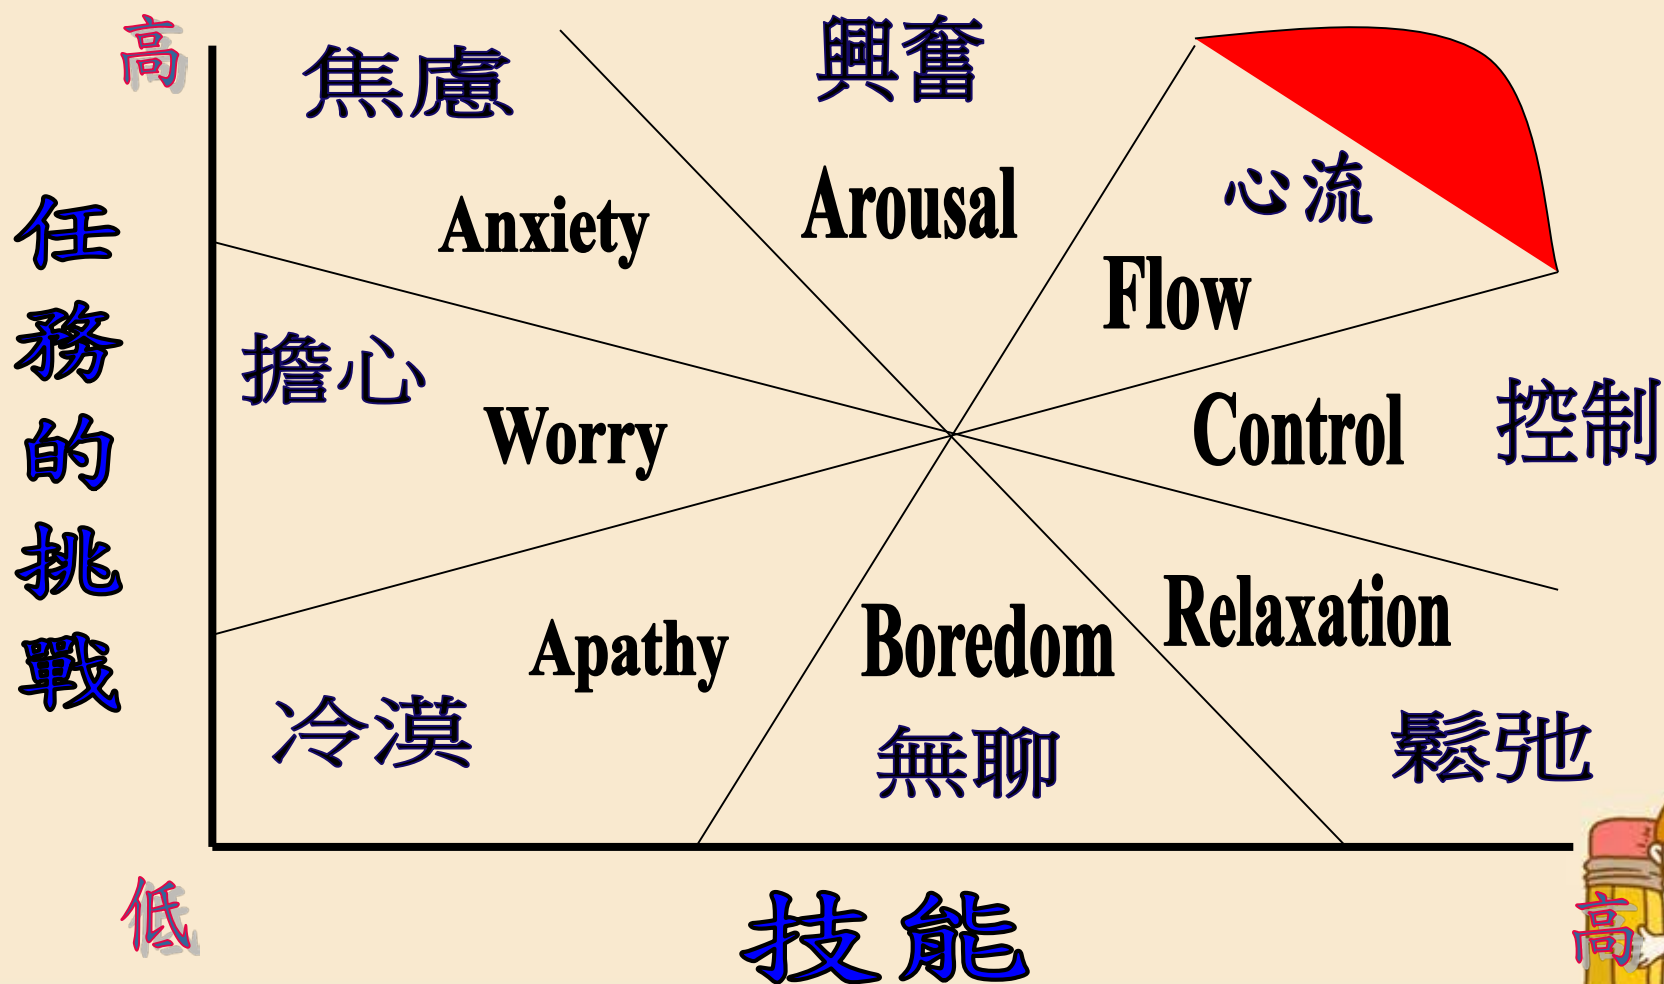 高
焦慮
興奮
心流
Anxiety
Arousal
Flow
任務的挑戰
擔心
Worry
Control
控制
Apathy
Boredom
Relaxation
冷漠
無聊
鬆弛
低
技能
高